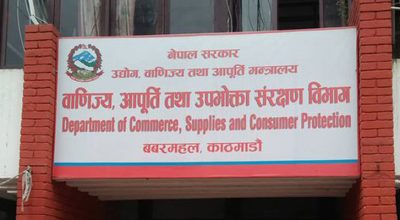 नेपाल सरकार
उद्योग, वाणिज्य तथा आपूर्ति मन्त्रालय
वाणिज्य, आपूर्ति तथा उपभोक्ता संरक्षण विभाग
Department of Commerce, Supplies and Consumer Protection
बबरमहल, काठमाडौं